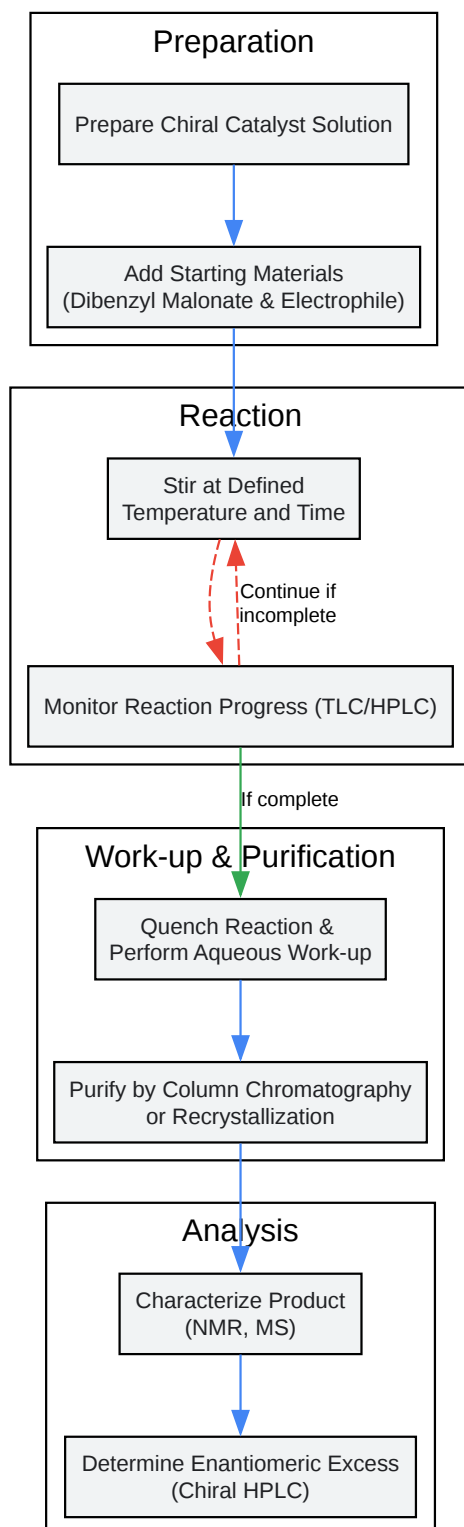 Preparation
Prepare Chiral Catalyst Solution
Add Starting Materials
(Dibenzyl Malonate & Electrophile)
Reaction
Stir at Defined
Temperature and Time
Continue if
incomplete
Monitor Reaction Progress (TLC/HPLC)
If complete
Work-up & Purification
Quench Reaction &
Perform Aqueous Work-up
Purify by Column Chromatography
or Recrystallization
Analysis
Characterize Product
(NMR, MS)
Determine Enantiomeric Excess
(Chiral HPLC)